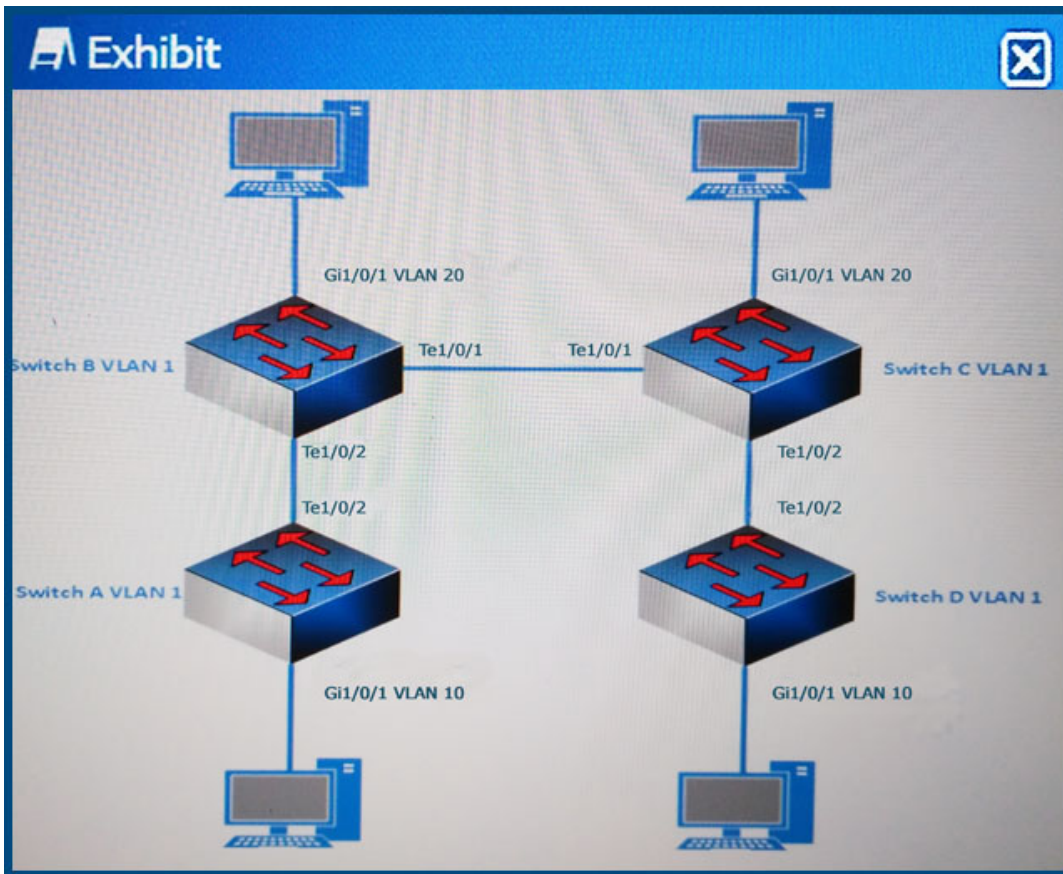 Exhibit
Gi1/0/1 VLAN 20
Gi1/0/1 VLAN 20
Te1/0/1
Te1/0/1
Switch B VLAN 1
Switch C VLAN 1
Te1/0/2
Te1/0/2
Te1/0/2
Te1/0/2
Switch A VLAN 1
Switch D VLAN 1
Gi1/0/1 VLAN 10
Gi1/0/1 VLAN 10